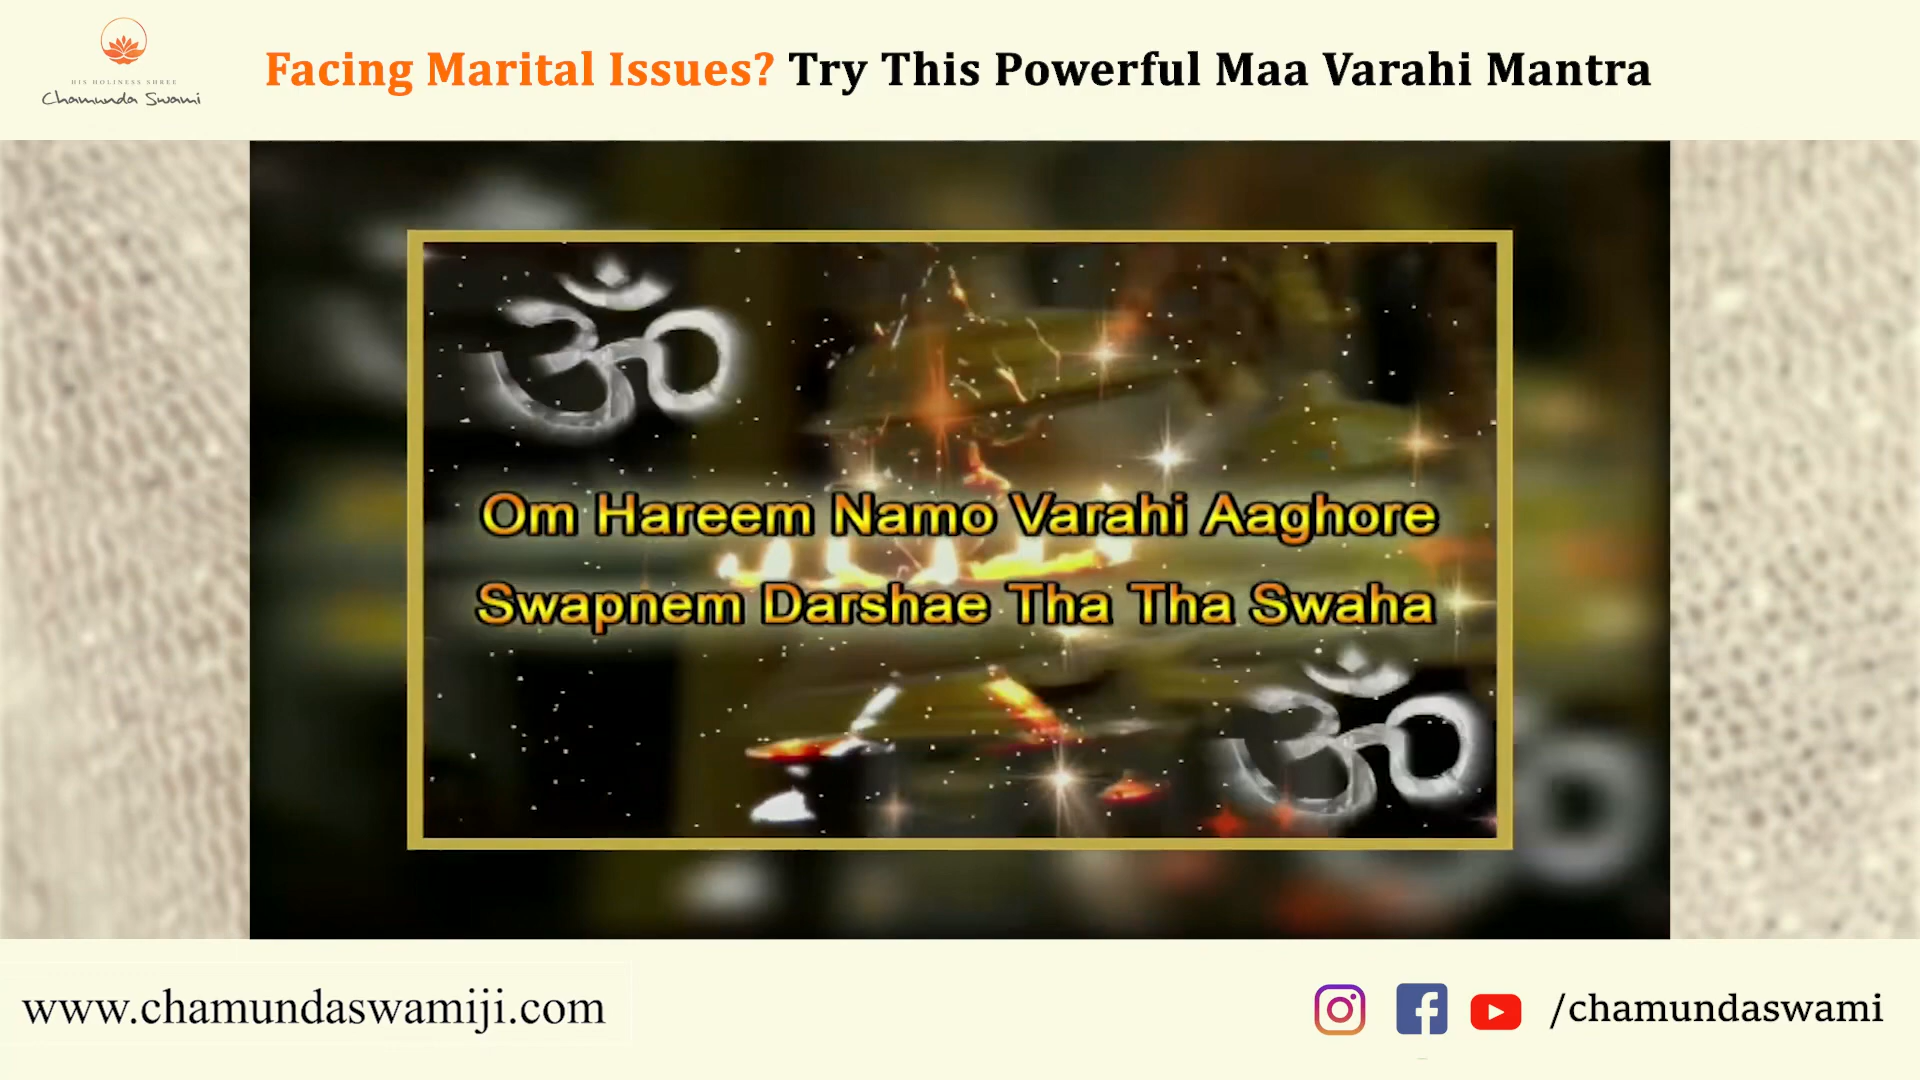 HIS HOLINESS SHREE
Chamunda Swami
Facing Marital Issues? Try This Powerful Maa Varahi Mantra
ॐ
Om Hareem Namo Varahi Aaghore
Swapnem Darshae Tha Tha Swaha
ॐ
www.chamundaswamiji.com
/chamundaswami